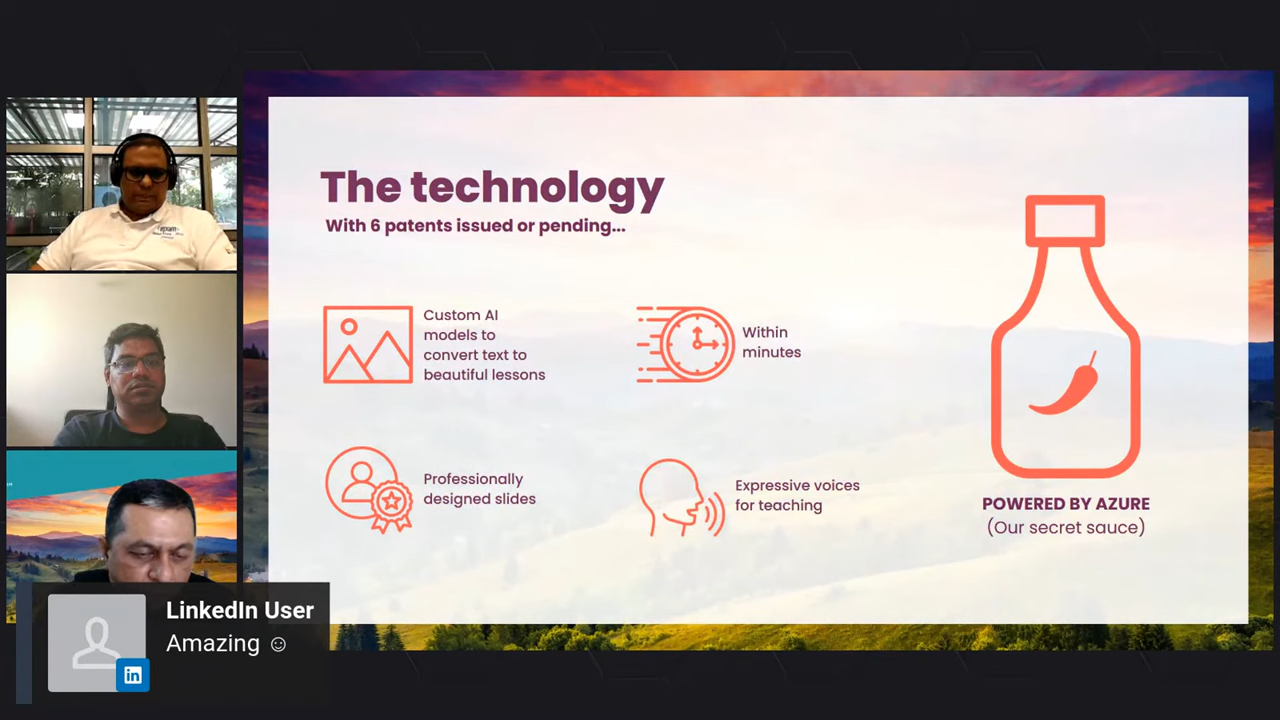 The technology
With 6 patents issued or pending...
Custom AI
models to
convert text to
beautiful lessons
Within
minutes
Professionally
designed slides
Expressive voices
for teaching
POWERED BY AZURE
(Our secret sauce)
LinkedIn User
Amazing ☺
in